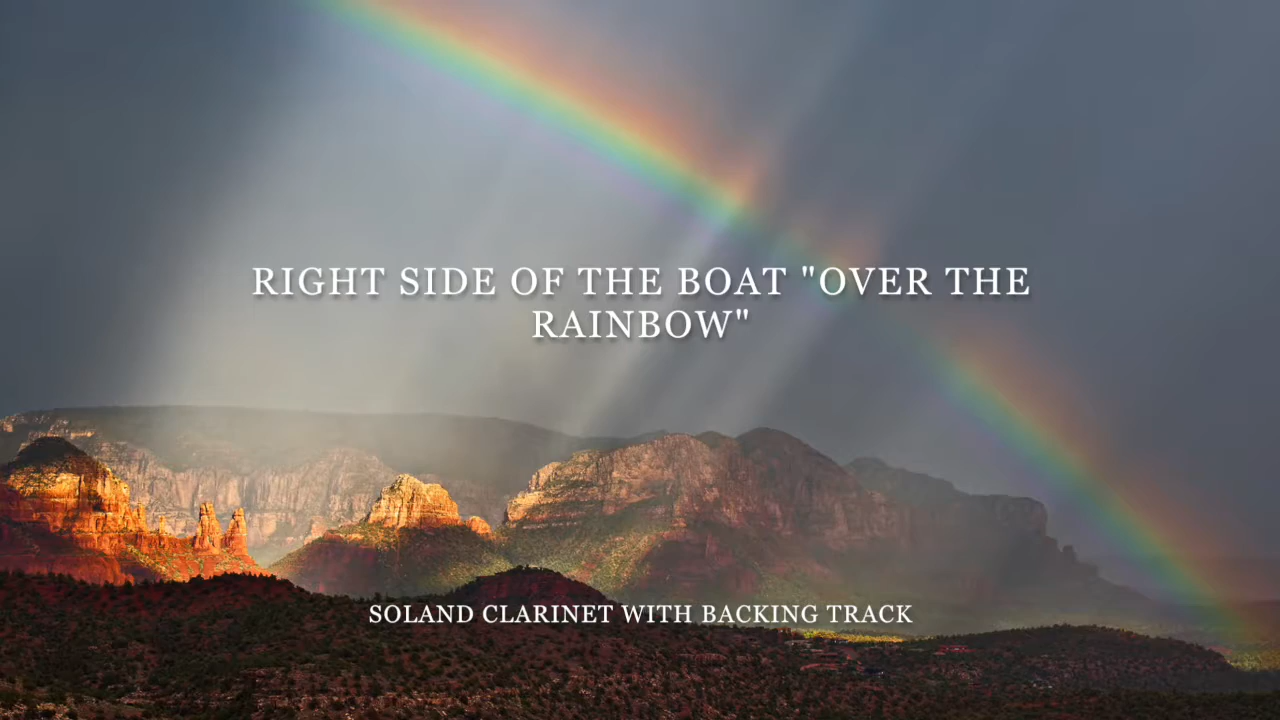 RIGHT SIDE OF THE BOAT "OVER THE
RAINBOW"
SOLAND CLARINET WITH BACKING TRACK